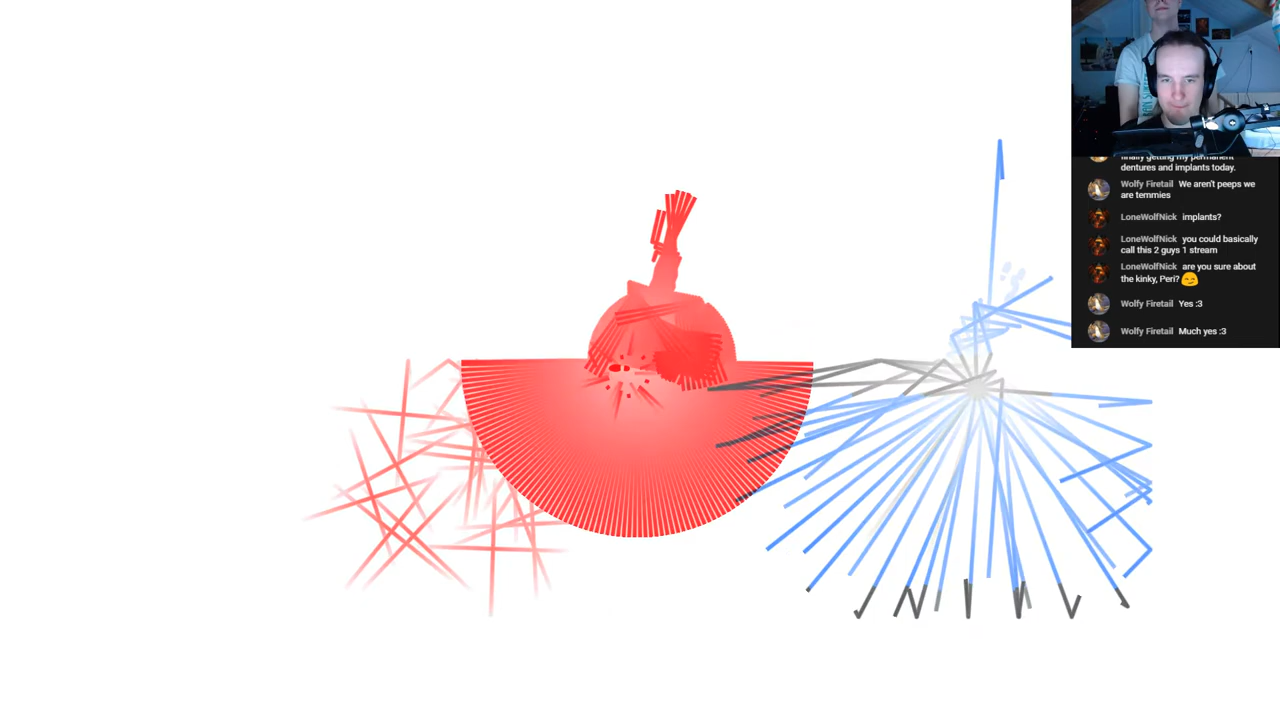 finally getting my permanent
dentures and implants today.
Wolfy Firetail We aren't peeps we
are temmies
LoneWolfNick implants?
LoneWolfNick you could basically
call this 2 guys 1 stream
LoneWolfNick are you sure about
the kinky, Peri?
Wolfy Firetail Yes :3
Wolfy Firetail Much yes :3